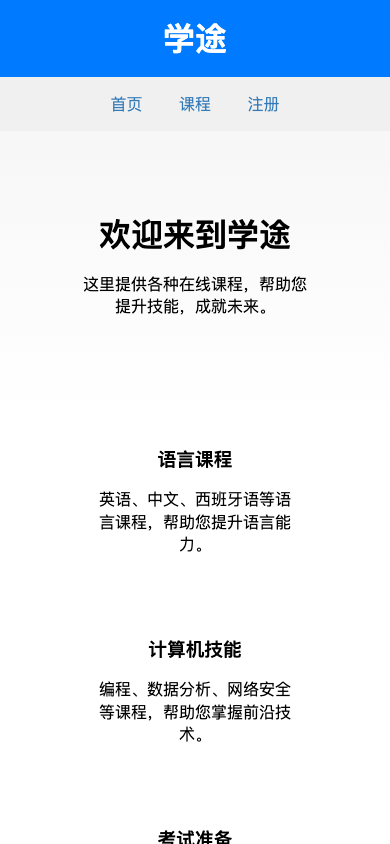 学途
首页 课程 注册
欢迎来到学途
这里提供各种在线课程，帮助您
提升技能，成就未来。
语言课程
英语、中文、西班牙语等语
言课程，帮助您提升语言能
力。
计算机技能
编程、数据分析、网络安全
等课程，帮助您掌握前沿技
术。
考试准备